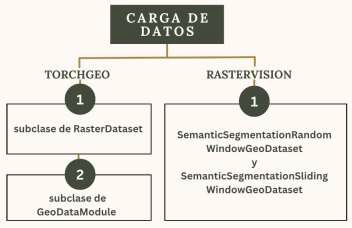 CARGA DE
DATOS
TORCHGEO
1
subclase de RasterDataset
2
subclase de
GeoDataModule
RASTERVISION
1
SemanticSegmentationRandom
WindowGeoDataset
y
SemanticSegmentationSliding
WindowGeoDataset